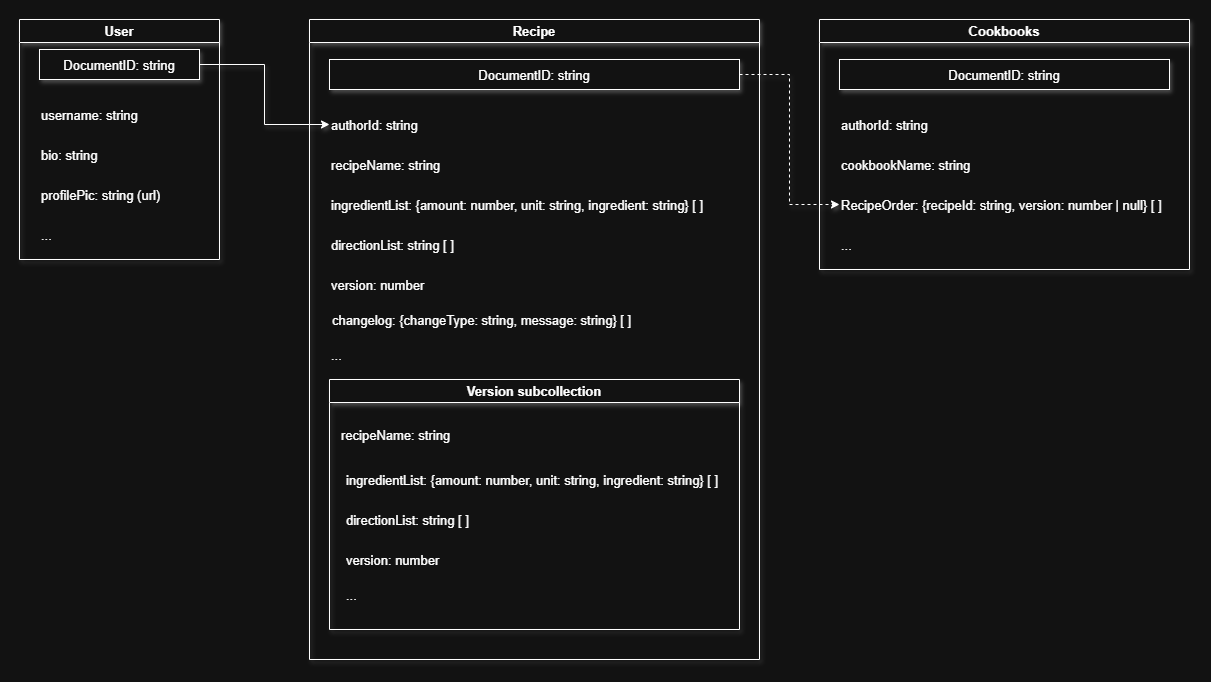 User
DocumentID: string
username: string
bio: string
profilePic: string (url)
...
Recipe
DocumentID: string
authorId: string
recipeName: string
ingredientList: {amount: number, unit: string, ingredient: string} [ ]
directionList: string [ ]
version: number
changelog: {changeType: string, message: string} [ ]
...
Version subcollection
recipeName: string
ingredientList: {amount: number, unit: string, ingredient: string} [ ]
directionList: string [ ]
version: number
...
Cookbooks
DocumentID: string
authorId: string
cookbookName: string
RecipeOrder: {recipeId: string, version: number | null} [ ]
...